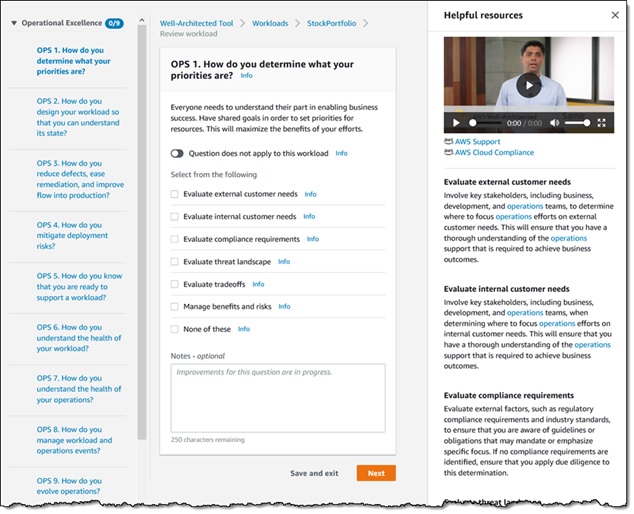 Operational Excellence 0/9
OPS 1. How do you
determine what your
priorities are?
OPS 2. How do you
design your workload so
that you can understand
its state?
OPS 3. How do you
reduce defects, ease
remediation, and improve
flow into production?
OPS 4. How do you
mitigate deployment
risks?
OPS 5. How do you know
that you are ready to
support a workload?
OPS 6. How do you
understand the health of
your workload?
OPS 7. How do you
understand the health of
your operations?
OPS 8. How do you
manage workload and
operations events?
OPS 9. How do you
evolve operations?
Well-Architected Tool > Workloads > StockPortfolio >
Review workload
OPS 1. How do you determine what your
priorities are? Info
Everyone needs to understand their part in enabling business
success. Have shared goals in order to set priorities for
resources. This will maximize the benefits of your efforts.
Question does not apply to this workload Info
Select from the following
Evaluate external customer needs Info
Evaluate internal customer needs Info
Evaluate compliance requirements Info
Evaluate threat landscape Info
Evaluate tradeoffs Info
Manage benefits and risks Info
None of these Info
Notes - optional
Improvements for this question are in progress.
250 characters remaining
Save and exit
Next
Helpful resources
0:00 / 0:00
AWS Support
AWS Cloud Compliance
Evaluate external customer needs
Involve key stakeholders, including business,
development, and operations teams, to determine
where to focus operations efforts on external
customer needs. This will ensure that you have a
thorough understanding of the operations
support that is required to achieve business
outcomes.
Evaluate internal customer needs
Involve key stakeholders, including business,
development, and operations teams, when
determining where to focus operations efforts on
internal customer needs. This will ensure that you
have a thorough understanding of the operations
support that is required to achieve business
outcomes.
Evaluate compliance requirements
Evaluate external factors, such as regulatory
compliance requirements and industry standards,
to ensure that you are aware of guidelines or
obligations that may mandate or emphasize
specific focus. If no compliance requirements are
identified, ensure that you apply due diligence to
this determination.
Evaluate threat landscape